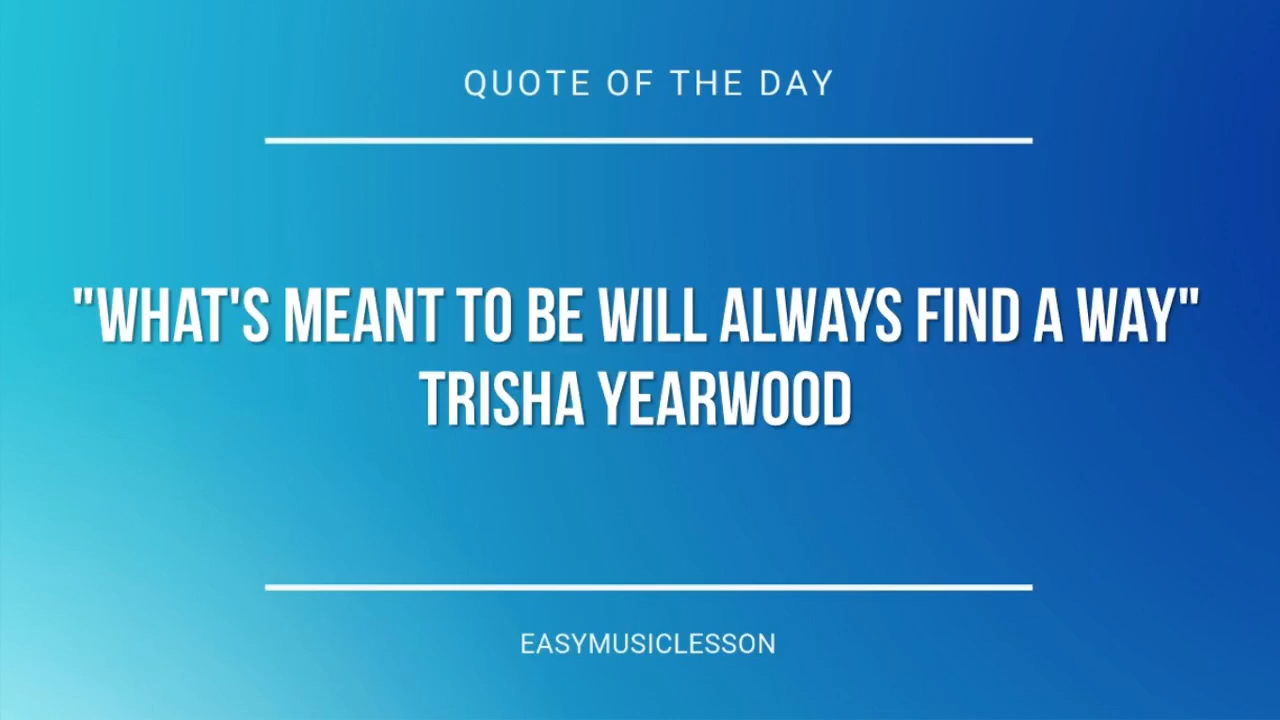 QUOTE OF THE DAY
"WHAT'S MEANT TO BE WILL ALWAYS FIND A WAY"
TRISHA YEARWOOD
EASYMUSICLESSON